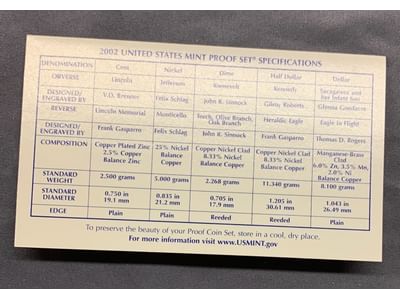 2002 UNITED STATES MINT PROOF SET® SPECIFICATIONS
DENOMINATION Cent Nickel Dime Half Dollar Dollar
OBVERSE Lincoln Jefferson Roosevelt Kennedy Sacagawea and
her Infant Son
DESIGNED/
ENGRAVED BY V.D. Brenner Felix Schlag John R. Sinnock Gilroy Roberts Glenna Goodacre
REVERSE Lincoln Memorial Monticello Torch, Olive Branch,
Oak Branch Heraldic Eagle Eagle In Flight
DESIGNED/
ENGRAVED BY Frank Gasparro Felix Schlag John R. Sinnock Frank Gasparro Thomas D. Rogers
COMPOSITION Copper Plated Zinc
2.5% Copper
Balance Zinc 25% Nickel
Balance
Copper Copper Nickel Clad
8.33% Nickel
Balance Copper Copper Nickel Clad
8.33% Nickel
Balance Copper Manganese-Brass
Clad
6.0% Zn, 3.5% Mn,
2.0% Ni
Balance Copper
STANDARD
WEIGHT 2.500 grams 5.000 grams 2.268 grams 11.340 grams 8.100 grams
STANDARD
DIAMETER 0.750 in
19.1 mm 0.835 in
21.2 mm 0.705 in
17.9 mm 1.205 in
30.61 mm 1.043 in
26.49 mm
EDGE Plain Plain Reeded Reeded Plain
To preserve the beauty of your Proof Coin Set, store in a cool, dry place.
For more information visit www.USMINT.gov